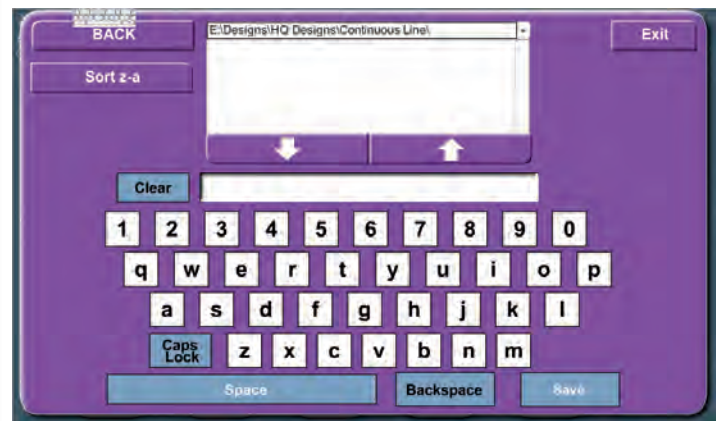 BACK
E:\Designs\HQ Designs\Continuous Line\
Exit
Sort z-a
Clear
1 2 3 4 5 6 7 8 9 0
q w e r t y u i o p
a s d f g h j k l
Caps Lock z x c v b n m
Space Backspace Save